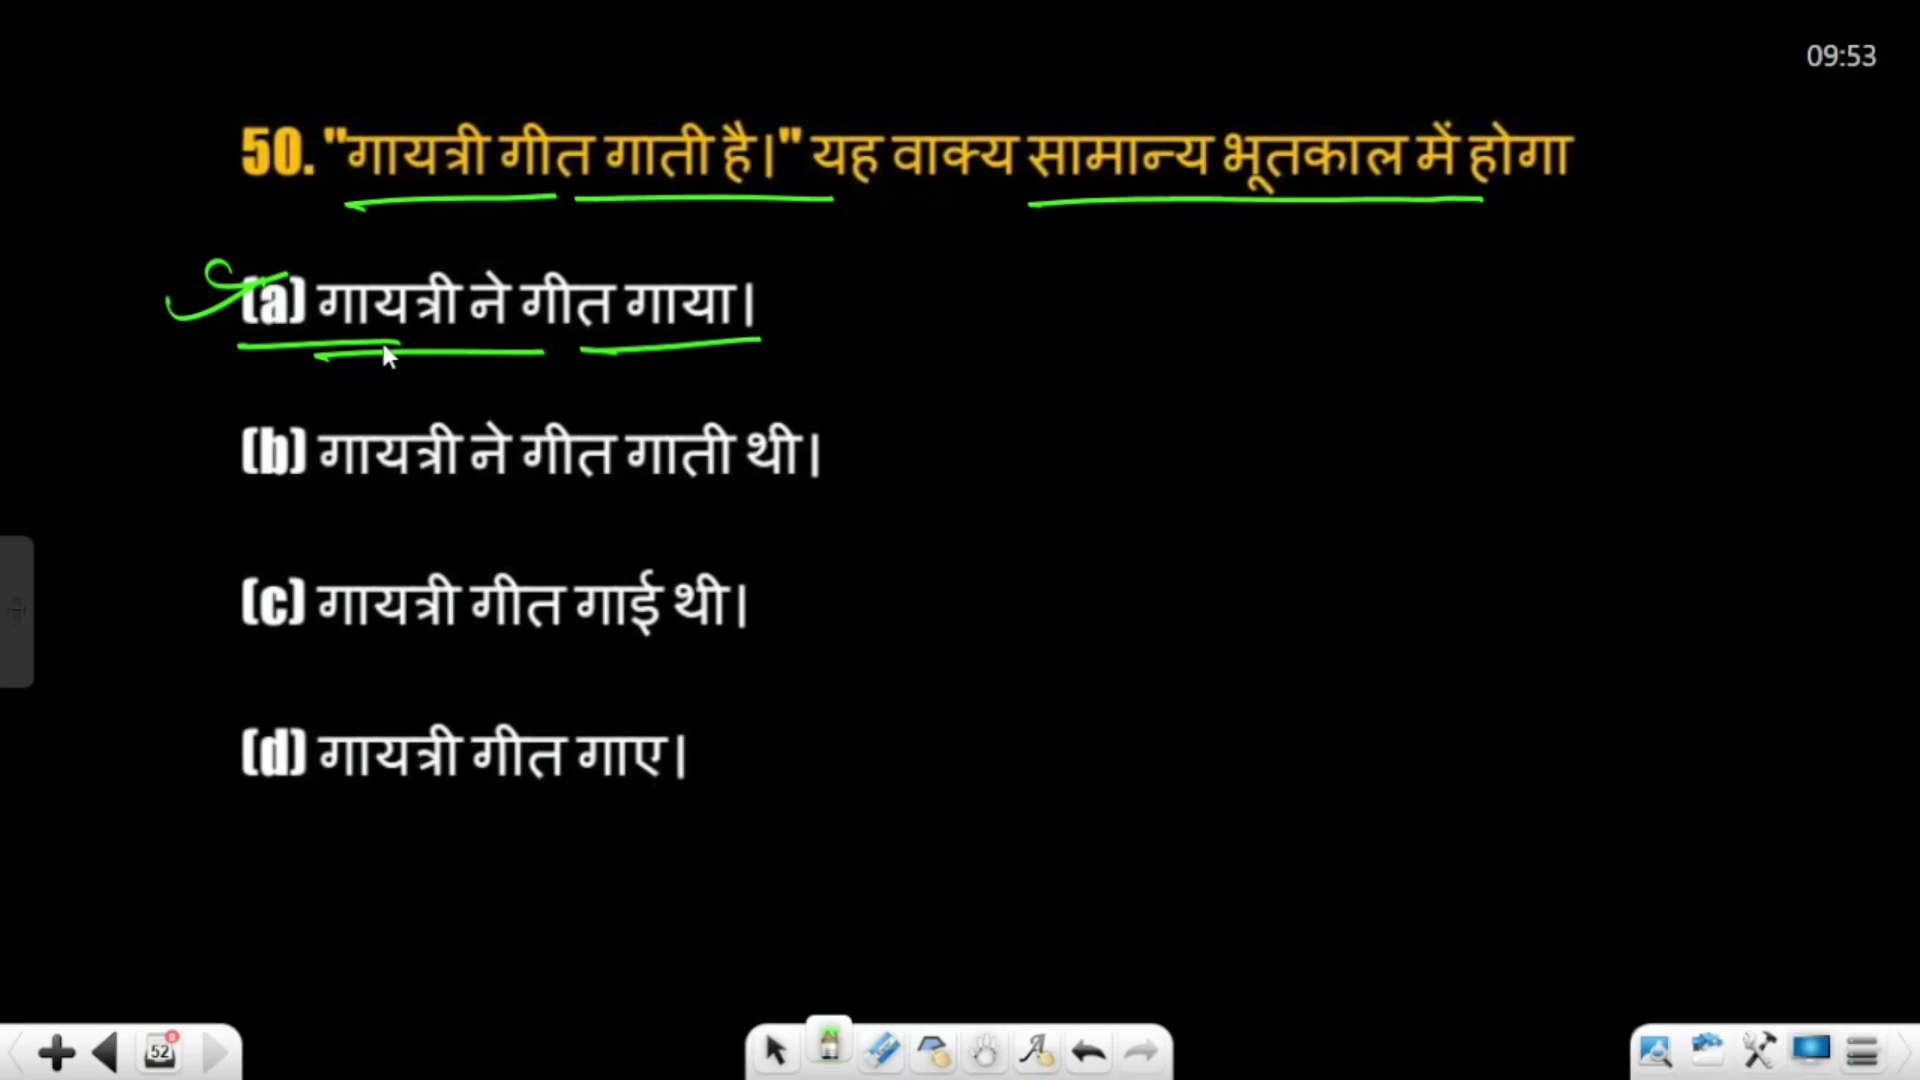 09:53
50. "गायत्री गीत गाती है।" यह वाक्य सामान्य भूतकाल में होगा
(a) गायत्री ने गीत गाया।
(b) गायत्री ने गीत गाती थी।
(c) गायत्री गीत गाई थी।
(d) गायत्री गीत गाए।
52